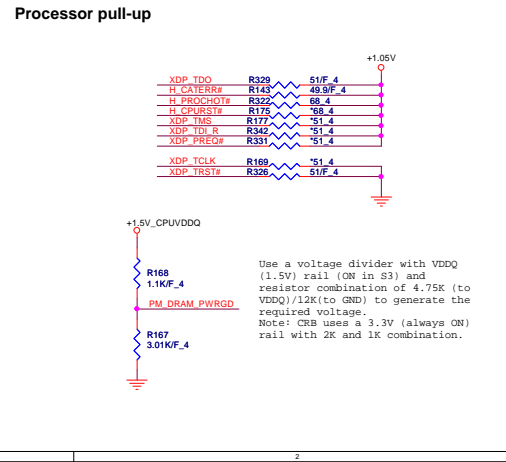 Processor pull-up
+1.05V
XDP_TDO R329 51/F_4
H_CATERR# R143 49.9/F_4
H_PROCHOT# R322 68_4
H_CPURST# R175 *68_4
XDP_TMS R177 *51_4
XDP_TDI_R R342 *51_4
XDP_PREQ# R331 *51_4
XDP_TCLK R169 *51_4
XDP_TRST# R326 51/F_4
+1.5V_CPUVDDQ
R168
1.1K/F_4
PM_DRAM_PWRGD
R167
3.01K/F_4
Use a voltage divider with VDDQ
(1.5V) rail (ON in S3) and
resistor combination of 4.75K (to
VDDQ)/12K(to GND) to generate the
required voltage.
Note: CRB uses a 3.3V (always ON)
rail with 2K and 1K combination.
2